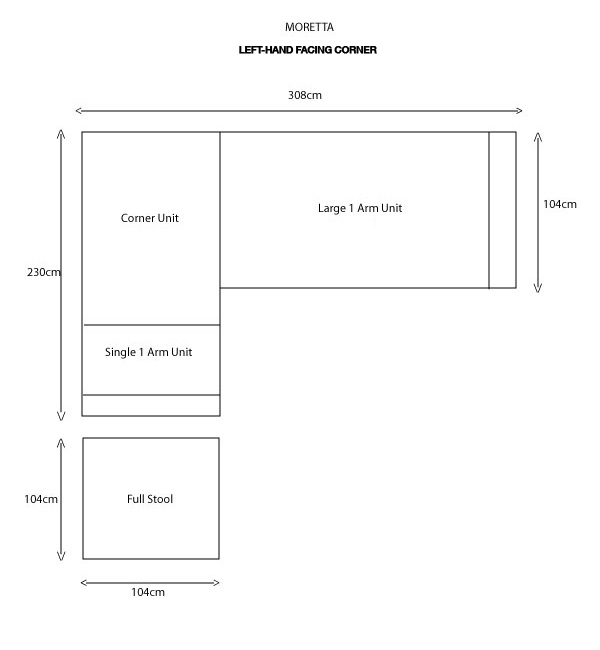 MORETTA
LEFT-HAND FACING CORNER
308cm
Corner Unit
Large 1 Arm Unit
104cm
230cm
Single 1 Arm Unit
104cm
Full Stool
104cm